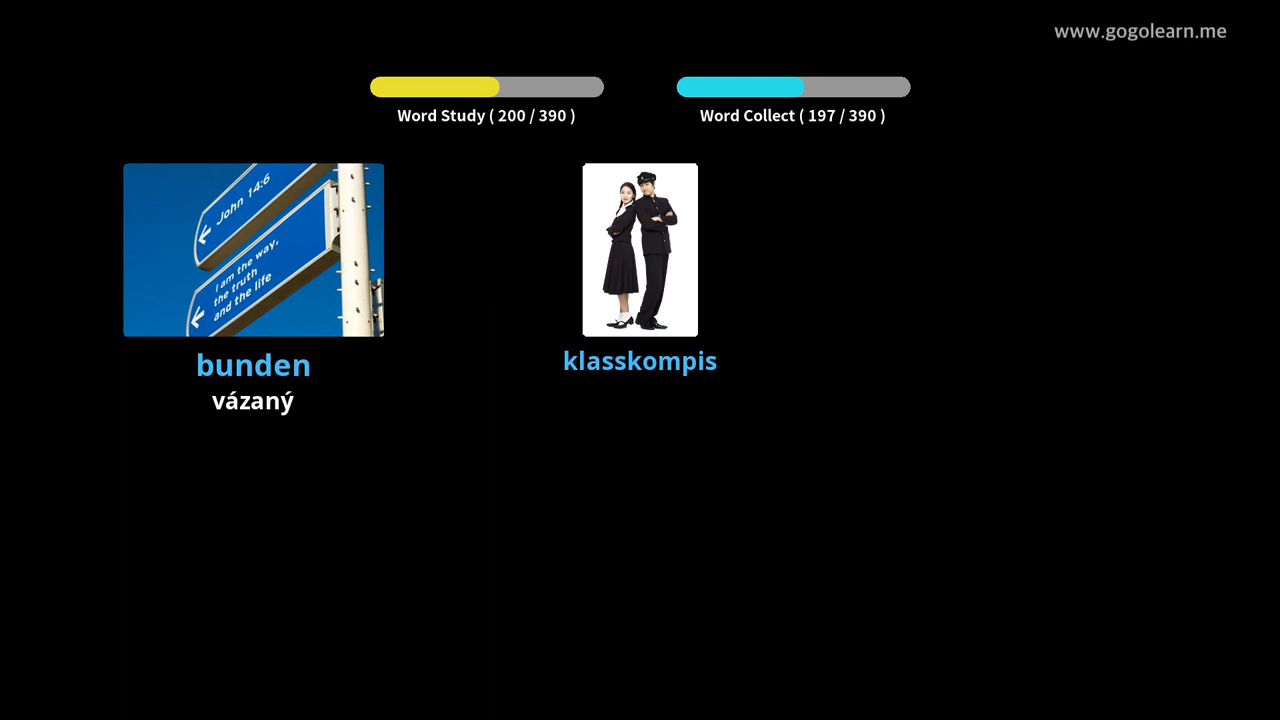 www.gogolearn.me
Word Study ( 200 / 390 )
Word Collect ( 197 / 390 )
John 14:6
I am the way,
the truth
and the life
bunden
vázaný
klasskompis